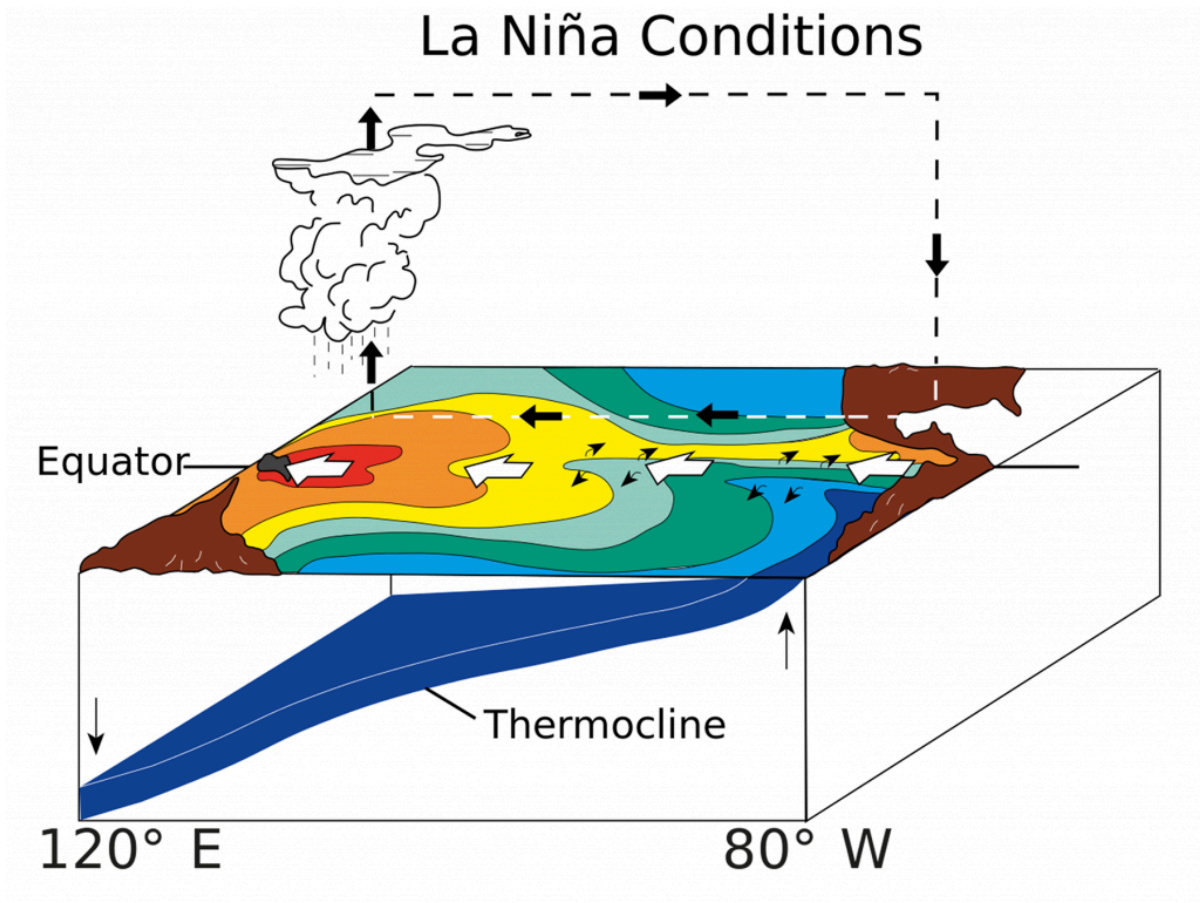 La Niña Conditions
Equator
Thermocline
120° E
80° W